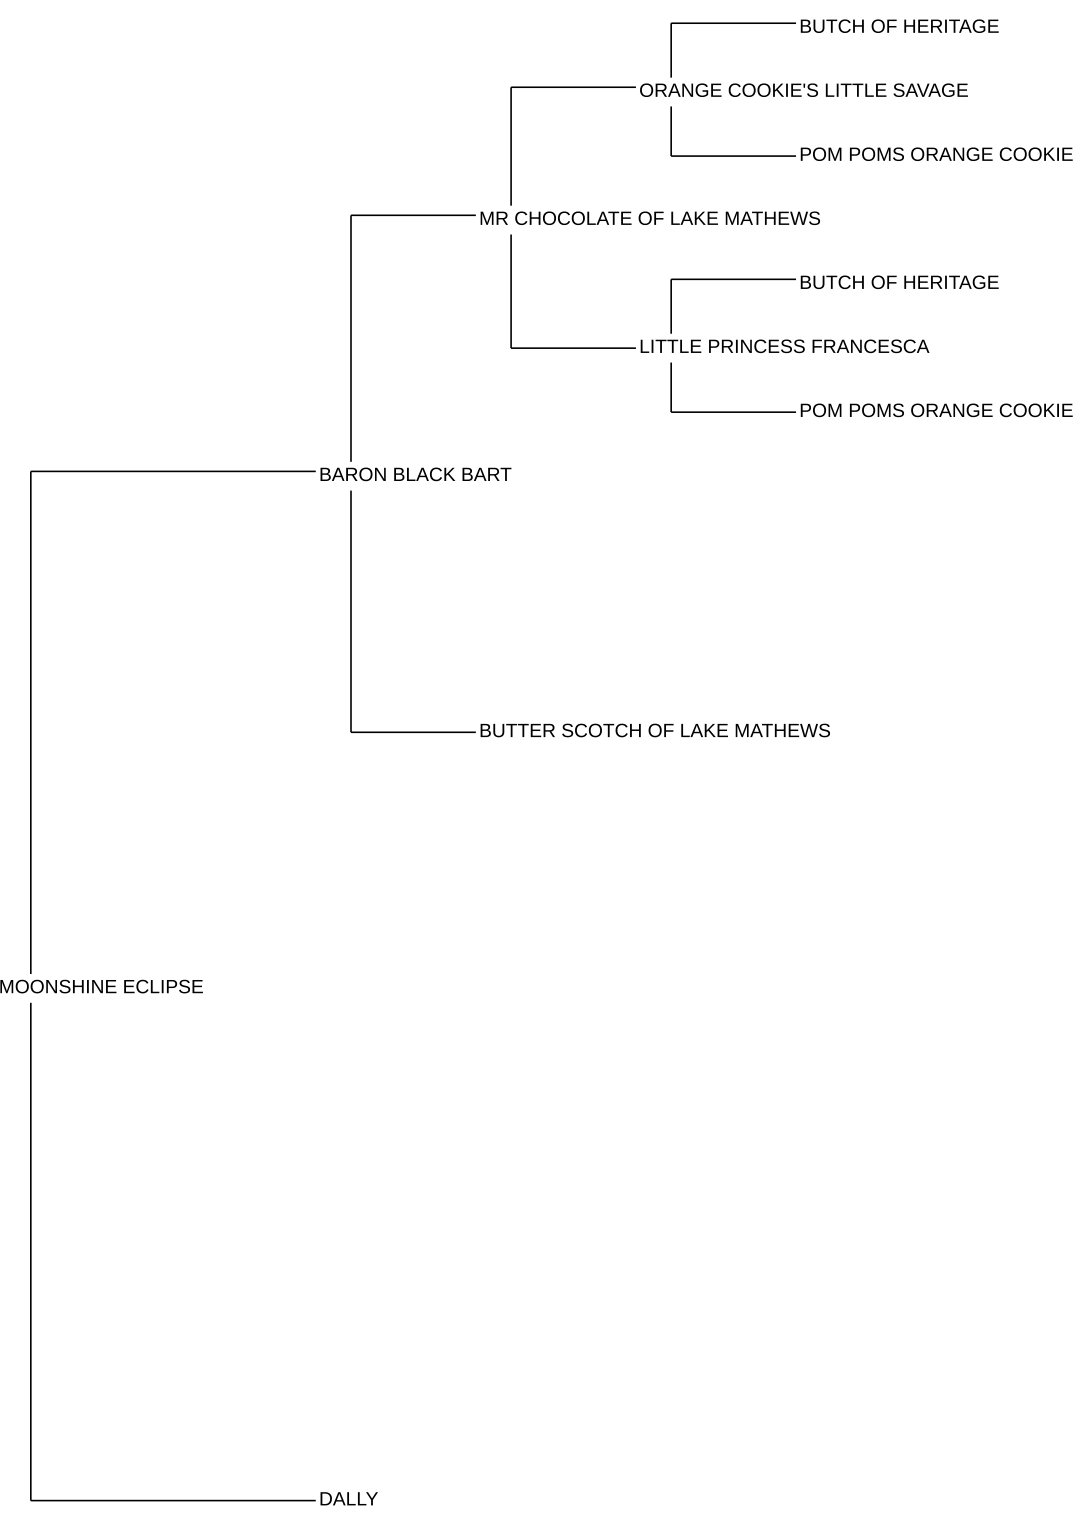 BUTCH OF HERITAGE
ORANGE COOKIE'S LITTLE SAVAGE
POM POMS ORANGE COOKIE
MR CHOCOLATE OF LAKE MATHEWS
BUTCH OF HERITAGE
LITTLE PRINCESS FRANCESCA
POM POMS ORANGE COOKIE
BARON BLACK BART
BUTTER SCOTCH OF LAKE MATHEWS
MOONSHINE ECLIPSE
DALLY